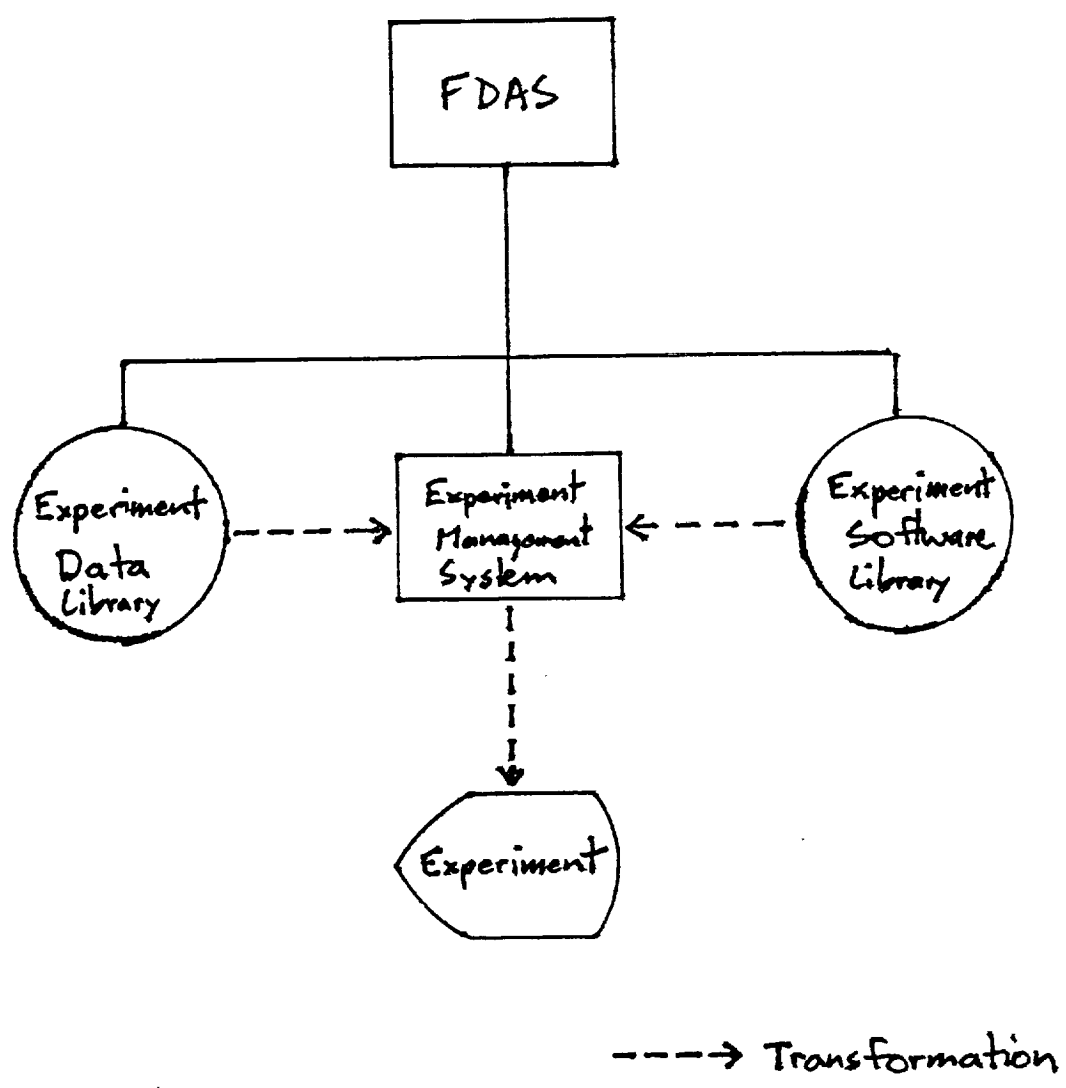 FDAS
Experiment
Data
Library
Experiment
Management
System
Experiment
Software
Library
Experiment
Transformation